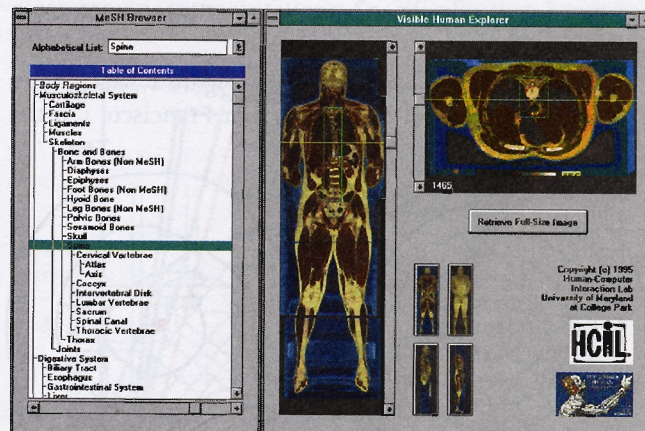 MeSH Browser
Alphabetical List: Spine
Table of Contents
Body Regions
Musculoskeletal System
Cartilage
Fascia
Ligaments
Muscles
Skeleton
Bone and Bones
Arm Bones (Non MeSH)
Diaphyses
Epiphyses
Foot Bones (Non MeSH)
Hyoid Bone
Leg Bones (Non MeSH)
Pelvic Bones
Sesamoid Bones
Skull
Spine
Cervical Vertebrae
Atlas
Axis
Coccyx
Intervertebral Disk
Lumbar Vertebrae
Sacrum
Spinal Canal
Thoracic Vertebrae
Thorax
Joints
Digestive System
Biliary Tract
Esophagus
Gastrointestinal System
Liver
Visible Human Explorer
1465
Retrieve Full-Size Image
Copyright (c) 1995
Human-Computer
Interaction Lab
University of Maryland
at College Park
HCIL